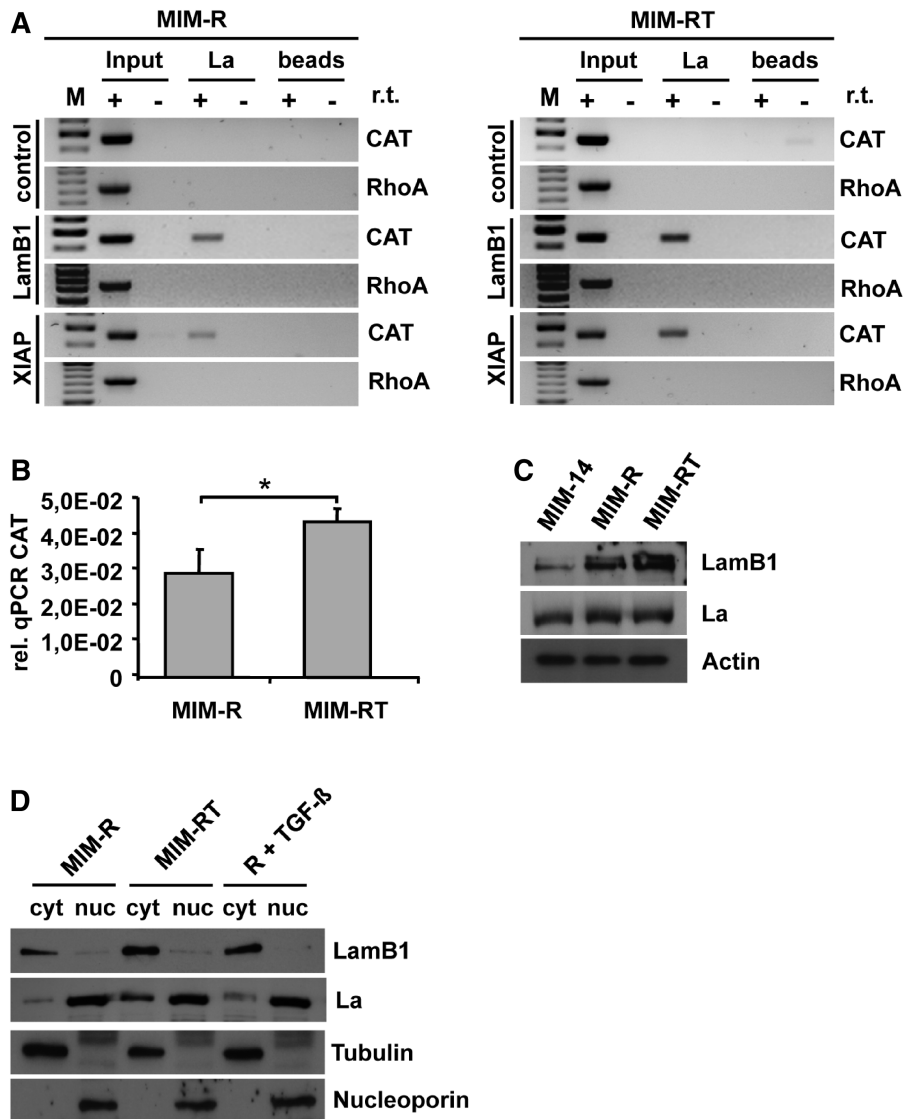 A
MIM-R
MIM-RT
Input La beads
Input La beads
M + - + - + - r.t.
M + - + - + - r.t.
control
CAT
RhoA
LamB1
CAT
RhoA
XIAP
CAT
RhoA
control
CAT
RhoA
LamB1
CAT
RhoA
XIAP
CAT
RhoA
B
rel. qPCR CAT
5,0E-02
4,0E-02
3,0E-02
2,0E-02
1,0E-02
0
*
MIM-R MIM-RT
C
MIM-14 MIM-R MIM-RT
LamB1
La
Actin
D
MIM-R MIM-RT R + TGF-ß
cyt nuc cyt nuc cyt nuc
LamB1
La
Tubulin
Nucleoporin